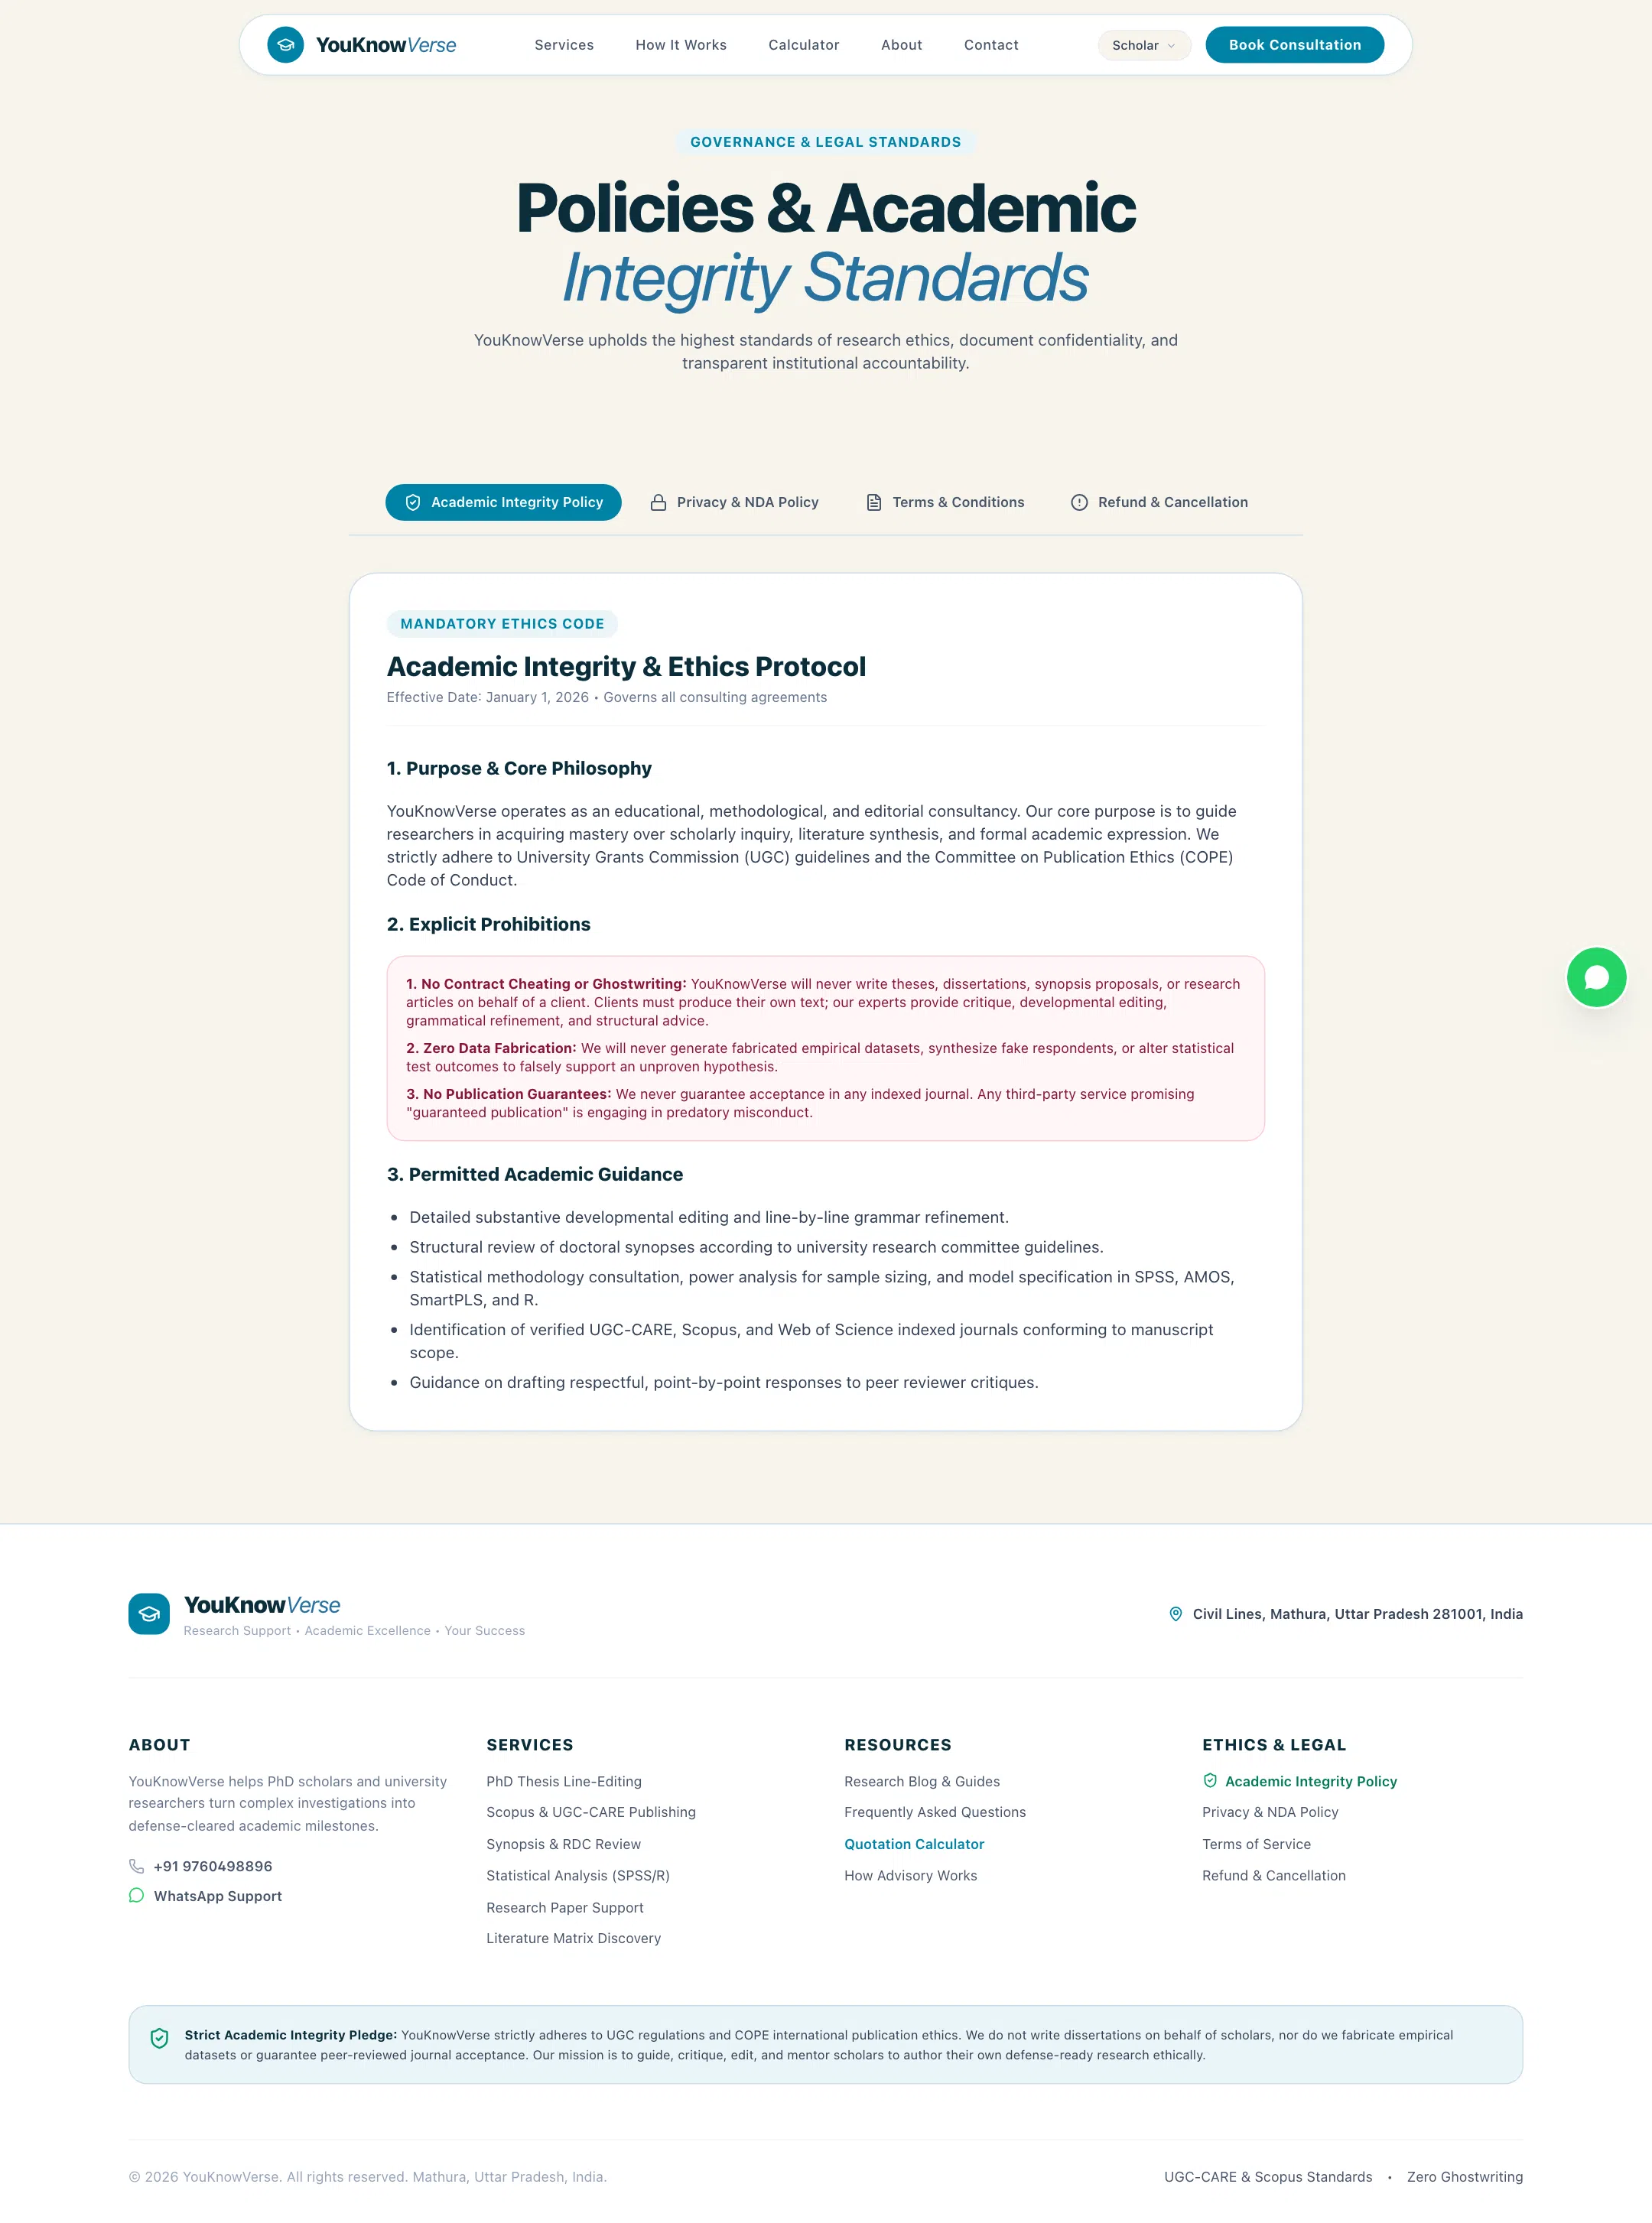 YouKnowVerse
Services
How It Works
Calculator
About
Contact
Scholar
Book Consultation
GOVERNANCE & LEGAL STANDARDS
Policies & Academic
Integrity Standards
YouKnowVerse upholds the highest standards of research ethics, document confidentiality, and
transparent institutional accountability.
Academic Integrity Policy
Privacy & NDA Policy
Terms & Conditions
Refund & Cancellation
MANDATORY ETHICS CODE
Academic Integrity & Ethics Protocol
Effective Date: January 1, 2026 • Governs all consulting agreements
1. Purpose & Core Philosophy
YouKnowVerse operates as an educational, methodological, and editorial consultancy. Our core purpose is to guide
researchers in acquiring mastery over scholarly inquiry, literature synthesis, and formal academic expression. We
strictly adhere to University Grants Commission (UGC) guidelines and the Committee on Publication Ethics (COPE)
Code of Conduct.
2. Explicit Prohibitions
1. No Contract Cheating or Ghostwriting: YouKnowVerse will never write theses, dissertations, synopsis proposals, or research
articles on behalf of a client. Clients must produce their own text; our experts provide critique, developmental editing,
grammatical refinement, and structural advice.
2. Zero Data Fabrication: We will never generate fabricated empirical datasets, synthesize fake respondents, or alter statistical
test outcomes to falsely support an unproven hypothesis.
3. No Publication Guarantees: We never guarantee acceptance in any indexed journal. Any third-party service promising
"guaranteed publication" is engaging in predatory misconduct.
3. Permitted Academic Guidance
• Detailed substantive developmental editing and line-by-line grammar refinement.
• Structural review of doctoral synopses according to university research committee guidelines.
• Statistical methodology consultation, power analysis for sample sizing, and model specification in SPSS, AMOS,
SmartPLS, and R.
• Identification of verified UGC-CARE, Scopus, and Web of Science indexed journals conforming to manuscript
scope.
• Guidance on drafting respectful, point-by-point responses to peer reviewer critiques.
YouKnowVerse
Research Support • Academic Excellence • Your Success
Civil Lines, Mathura, Uttar Pradesh 281001, India
ABOUT
YouKnowVerse helps PhD scholars and university
researchers turn complex investigations into
defense-cleared academic milestones.
+91 9760498896
WhatsApp Support
SERVICES
PhD Thesis Line-Editing
Scopus & UGC-CARE Publishing
Synopsis & RDC Review
Statistical Analysis (SPSS/R)
Research Paper Support
Literature Matrix Discovery
RESOURCES
Research Blog & Guides
Frequently Asked Questions
Quotation Calculator
How Advisory Works
ETHICS & LEGAL
Academic Integrity Policy
Privacy & NDA Policy
Terms of Service
Refund & Cancellation
Strict Academic Integrity Pledge: YouKnowVerse strictly adheres to UGC regulations and COPE international publication ethics. We do not write dissertations on behalf of scholars, nor do we fabricate empirical
datasets or guarantee peer-reviewed journal acceptance. Our mission is to guide, critique, edit, and mentor scholars to author their own defense-ready research ethically.
© 2026 YouKnowVerse. All rights reserved. Mathura, Uttar Pradesh, India.
UGC-CARE & Scopus Standards • Zero Ghostwriting